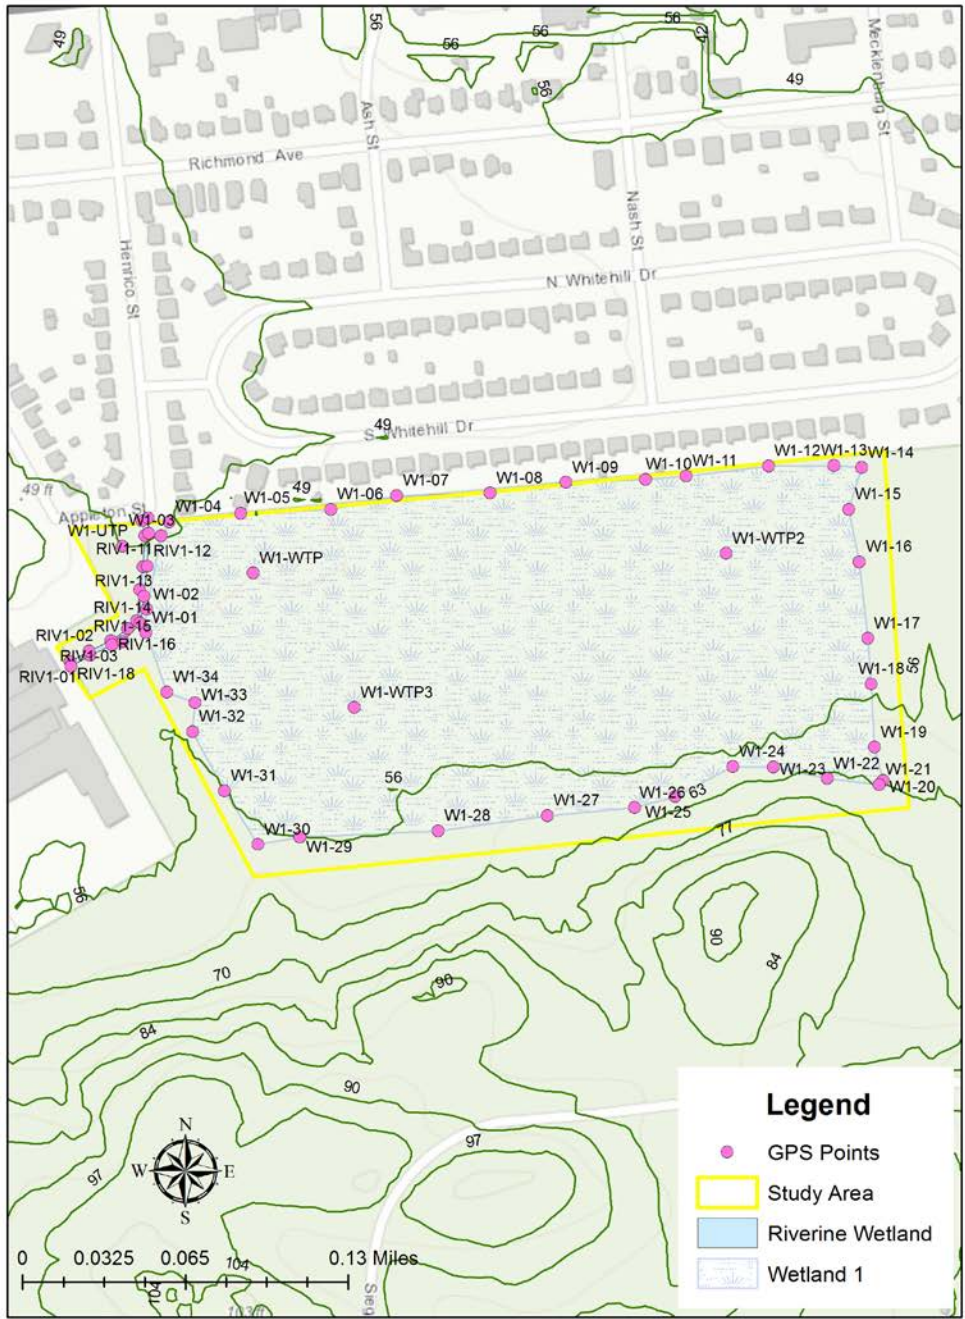 56
49
56
56
56
42
56
49
Mecklenburg St
Ash St
Richmond Ave
Nash St
Henrico St
N Whitehill Dr
49
S Whitehill Dr
49 ft
Appleton St
49
W1-UTP
W1-03
W1-04
W1-05
W1-06
W1-07
W1-08
W1-09
W1-10
W1-11
W1-12
W1-13
W1-14
W1-15
RIV1-11
RIV1-12
W1-WTP
W1-WTP2
W1-16
RIV1-13
W1-02
RIV1-14
W1-01
RIV1-15
RIV1-02
RIV1-16
RIV1-03
RIV1-01
RIV1-18
W1-17
W1-18
56
W1-34
W1-33
W1-32
W1-WTP3
W1-19
W1-24
W1-23
W1-22
W1-21
W1-20
W1-31
56
W1-26
63
W1-25
W1-27
W1-28
W1-30
W1-29
77
56
90
84
70
90
84
90
97
97
N
W
E
S
0
0.0325
0.065
0.13 Miles
104
104
103 ft
Sieg
Legend
GPS Points
Study Area
Riverine Wetland
Wetland 1